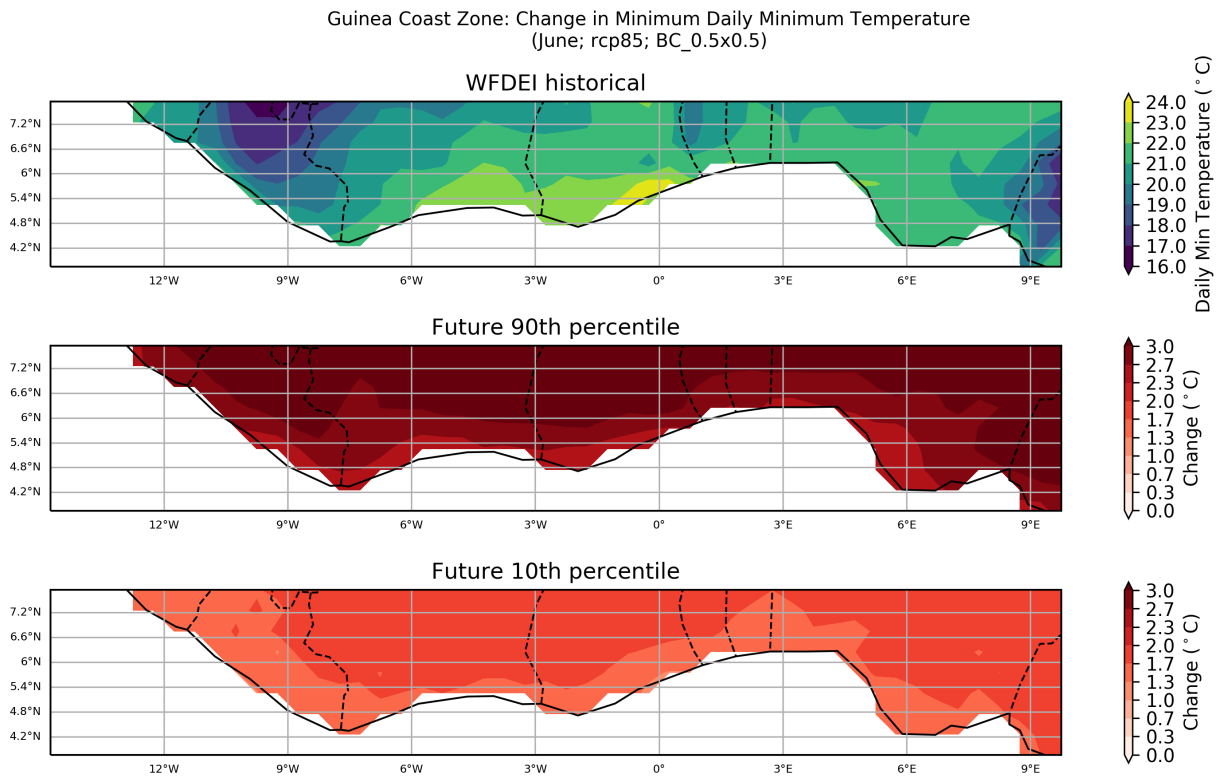 Guinea Coast Zone: Change in Minimum Daily Minimum Temperature
(June; rcp85; BC_0.5x0.5)
WFDEI historical
7.2°N
6.6°N
6°N
5.4°N
4.8°N
4.2°N
12°W
9°W
6°W
3°W
0°
3°E
6°E
9°E
24.0
23.0
22.0
21.0
20.0
19.0
18.0
17.0
16.0
Daily Min Temperature (°C)
Future 90th percentile
7.2°N
6.6°N
6°N
5.4°N
4.8°N
4.2°N
12°W
9°W
6°W
3°W
0°
3°E
6°E
9°E
3.0
2.7
2.3
2.0
1.7
1.3
1.0
0.7
0.3
0.0
Change (°C)
Future 10th percentile
7.2°N
6.6°N
6°N
5.4°N
4.8°N
4.2°N
12°W
9°W
6°W
3°W
0°
3°E
6°E
9°E
3.0
2.7
2.3
2.0
1.7
1.3
1.0
0.7
0.3
0.0
Change (°C)